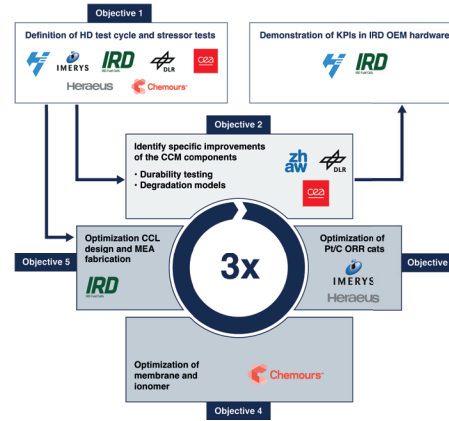 Objective 1
Definition of HD test cycle and stressor tests
IMERYS
IRD
DLR
cea
Heraeus
Chemours
Demonstration of KPIs in IRD OEM hardware
IRD
Objective 2
Identify specific improvements
of the CCM components
• Durability testing
• Degradation models
zh
aw
DLR
cea
Optimization CCL
design and MEA
fabrication
Objective 5
IRD
3x
Optimization of
Pt/C ORR cats
IMERYS
Heraeus
Objective
Optimization of
membrane and
ionomer
Chemours
Objective 4